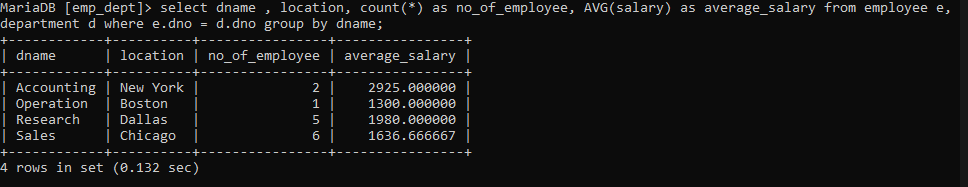 MariaDB [emp_dept]> select dname , location, count(*) as no_of_employee, AVG(salary) as average_salary from employee e,
department d where e.dno = d.dno group by dname;
+------------+----------+----------------+----------------+
| dname      | location | no_of_employee | average_salary |
+------------+----------+----------------+----------------+
| Accounting | New York |              2 |    2925.000000 |
| Operation  | Boston   |              1 |    1300.000000 |
| Research   | Dallas   |              5 |    1980.000000 |
| Sales      | Chicago  |              6 |    1636.666667 |
+------------+----------+----------------+----------------+
4 rows in set (0.132 sec)